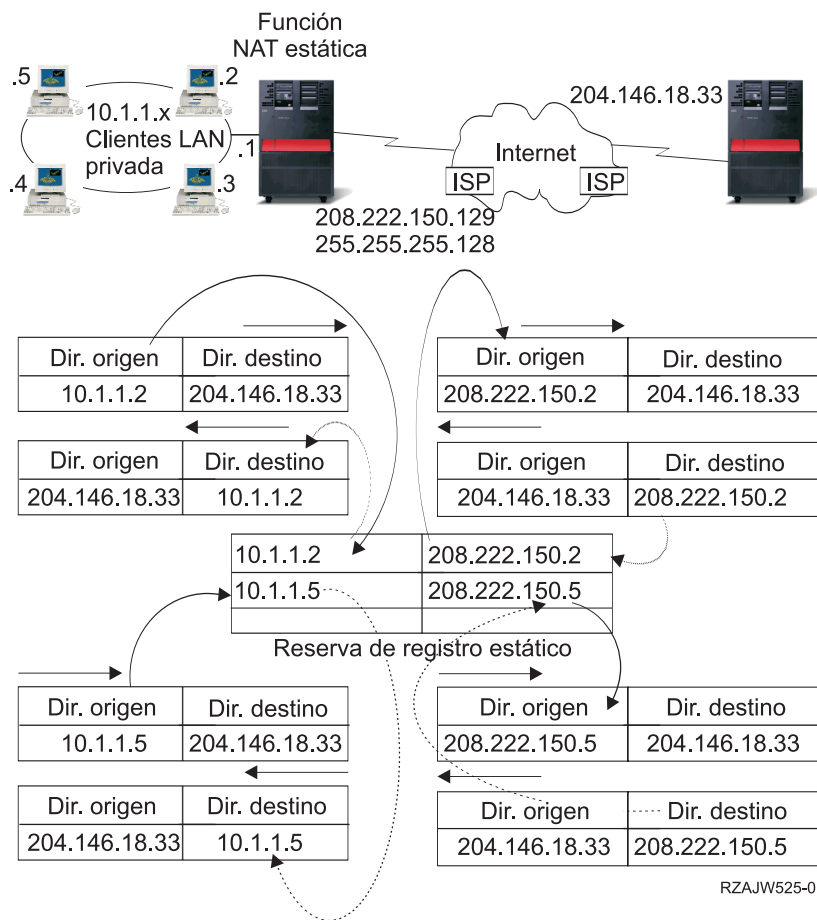 Función
NAT estática
.5
.2
10.1.1.x
Clientes LAN
privada
.1
.4
.3
204.146.18.33
Internet
ISP
ISP
208.222.150.129
255.255.255.128
Dir. origen Dir. destino
10.1.1.2 204.146.18.33
Dir. origen Dir. destino
208.222.150.2 204.146.18.33
Dir. origen Dir. destino
204.146.18.33 10.1.1.2
Dir. origen Dir. destino
204.146.18.33 208.222.150.2
10.1.1.2 208.222.150.2
10.1.1.5 208.222.150.5
Reserva de registro estático
Dir. origen Dir. destino
10.1.1.5 204.146.18.33
Dir. origen Dir. destino
208.222.150.5 204.146.18.33
Dir. origen Dir. destino
204.146.18.33 10.1.1.5
Dir. origen Dir. destino
204.146.18.33 208.222.150.5
RZAJW525-0